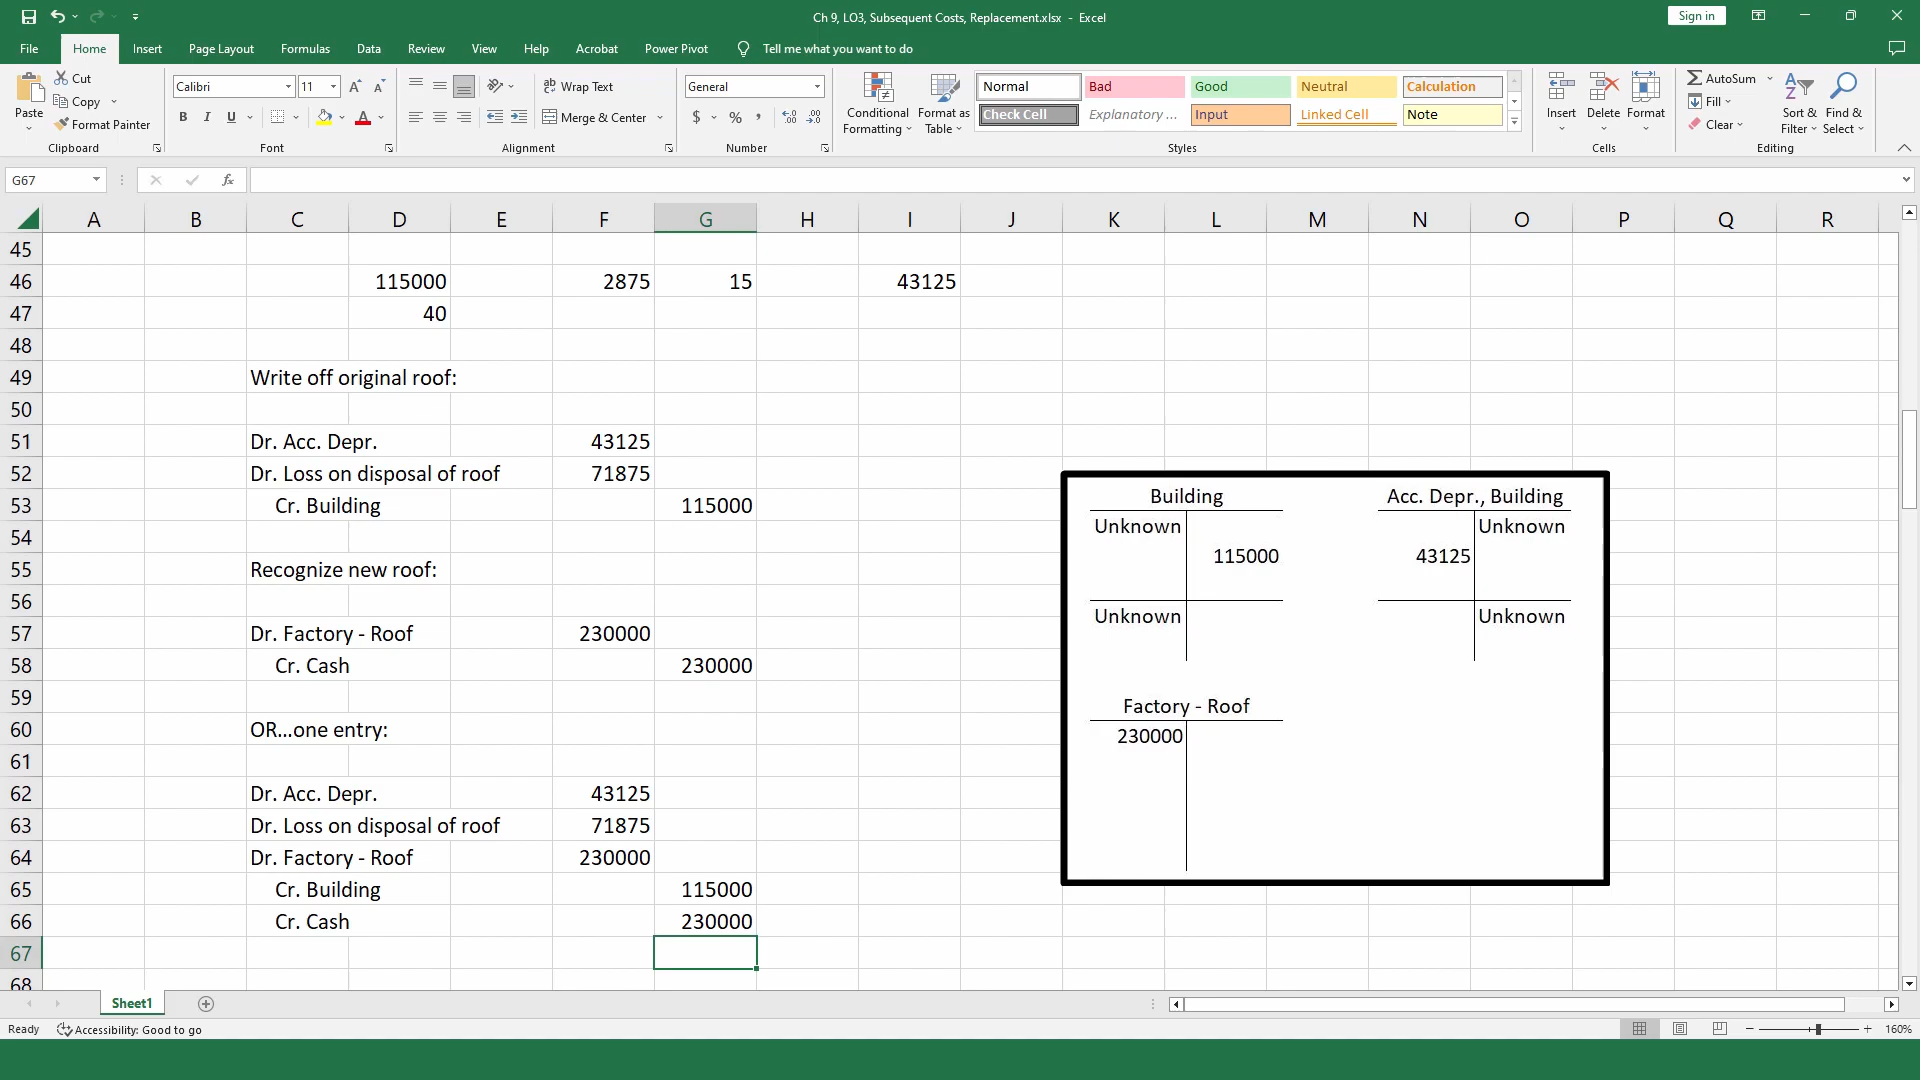 Ch 9, LO3, Subsequent Costs, Replacement.xlsx - Excel
Sign in
File Home Insert Page Layout Formulas Data Review View Help Acrobat Power Pivot Tell me what you want to do
Paste
Cut
Copy
Format Painter
Clipboard
Calibri 11
B I U A
Font
Wrap Text
Merge & Center
Alignment
General
$ % ,
Number
Conditional Formatting
Format as Table
Normal Bad Good Neutral Calculation
Check Cell Explanatory ... Input Linked Cell Note
Styles
Insert Delete Format
Cells
AutoSum
Fill
Clear
Sort & Filter
Find & Select
Editing
G67 fx
A B C D E F G H I J K L M N O P Q R
45
46 115000 2875 15 43125
47 40
48
49 Write off original roof:
50
51 Dr. Acc. Depr. 43125
52 Dr. Loss on disposal of roof 71875
53 Cr. Building 115000
54
55 Recognize new roof:
56
57 Dr. Factory - Roof 230000
58 Cr. Cash 230000
59
60 OR...one entry:
61
62 Dr. Acc. Depr. 43125
63 Dr. Loss on disposal of roof 71875
64 Dr. Factory - Roof 230000
65 Cr. Building 115000
66 Cr. Cash 230000
67
68
Building Acc. Depr., Building
Unknown Unknown
115000 43125
Unknown Unknown
Factory - Roof
230000
Sheet1
Ready Accessibility: Good to go
160%